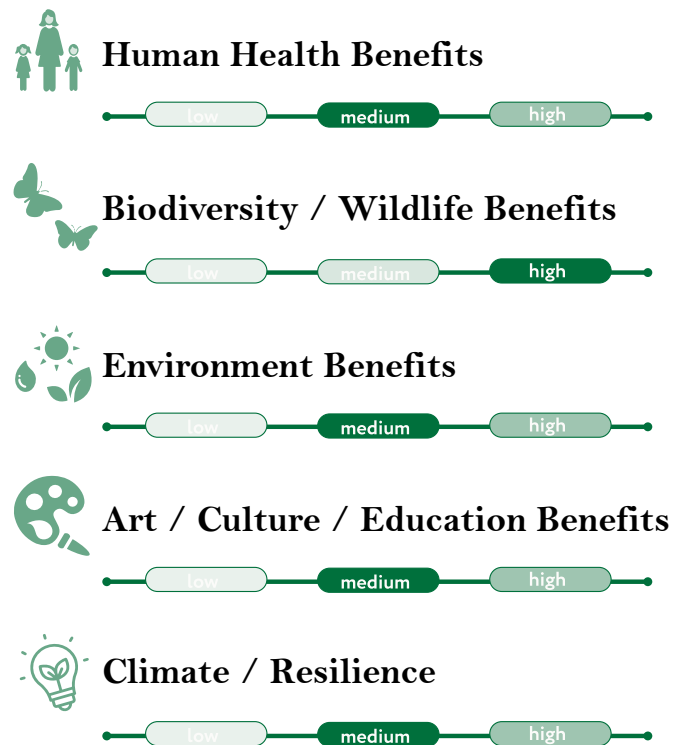 Human Health Benefits
low medium high
Biodiversity / Wildlife Benefits
low medium high
Environment Benefits
low medium high
Art / Culture / Education Benefits
low medium high
Climate / Resilience
low medium high